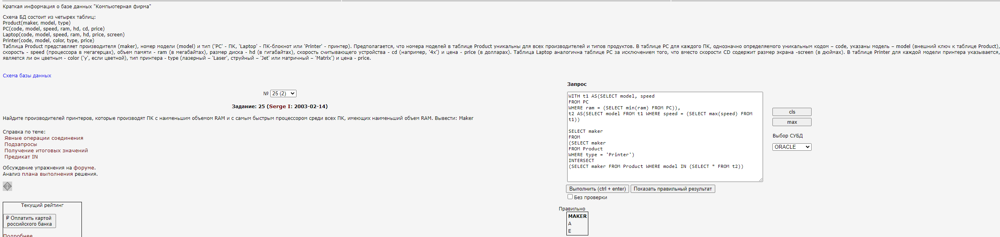 Краткая информация о базе данных "Компьютерная фирма"
Схема БД состоит из четырех таблиц:
Product(maker, model, type)
PC(code, model, speed, ram, hd, cd, price)
Laptop(code, model, speed, ram, hd, price, screen)
Printer(code, model, color, type, price)
Таблица Product представляет производителя (maker), номер модели (model) и тип ('PC' - ПК, 'Laptop' - ПК-блокнот или 'Printer' - принтер). Предполагается, что номера моделей в таблице Product уникальны для всех производителей и типов продуктов. В таблице PC для каждого ПК, однозначно определяемого уникальным кодом – code, указаны модель – model (внешний ключ к таблице Product),
скорость - speed (процессора в мегагерцах), объем памяти - ram (в мегабайтах), размер диска - hd (в гигабайтах), скорость считывающего устройства - cd (например, '4x') и цена - price (в долларах). Таблица Laptop аналогична таблице РС за исключением того, что вместо скорости CD содержит размер экрана -screen (в дюймах). В таблице Printer для каждой модели принтера указывается,
является ли он цветным - color ('y', если цветной), тип принтера - type (лазерный – 'Laser', струйный – 'Jet' или матричный – 'Matrix') и цена - price.
Схема базы данных
№ 25 (2)
Задание: 25 (Serge I: 2003-02-14)
Найдите производителей принтеров, которые производят ПК с наименьшим объемом RAM и с самым быстрым процессором среди всех ПК, имеющих наименьший объем RAM. Вывести: Maker
Справка по теме:
Явные операции соединения
Подзапросы
Получение итоговых значений
Предикат IN
Обсуждение упражнения на форуме.
Анализ плана выполнения решения.
Текущий рейтинг
₽ Оплатить картой
российского банка
Подробнее
Запрос
WITH t1 AS(SELECT model, speed
FROM PC
WHERE ram = (SELECT min(ram) FROM PC)),
t2 AS(SELECT model FROM t1 WHERE speed = (SELECT max(speed) FROM
t1))
SELECT maker
FROM
(SELECT maker
FROM Product
WHERE type = 'Printer')
INTERSECT
(SELECT maker FROM Product WHERE model IN (SELECT * FROM t2))
cls
max
Выбор СУБД
ORACLE
Выполнить (ctrl + enter) Показать правильный результат
Без проверки
Правильно
MAKER
A
E